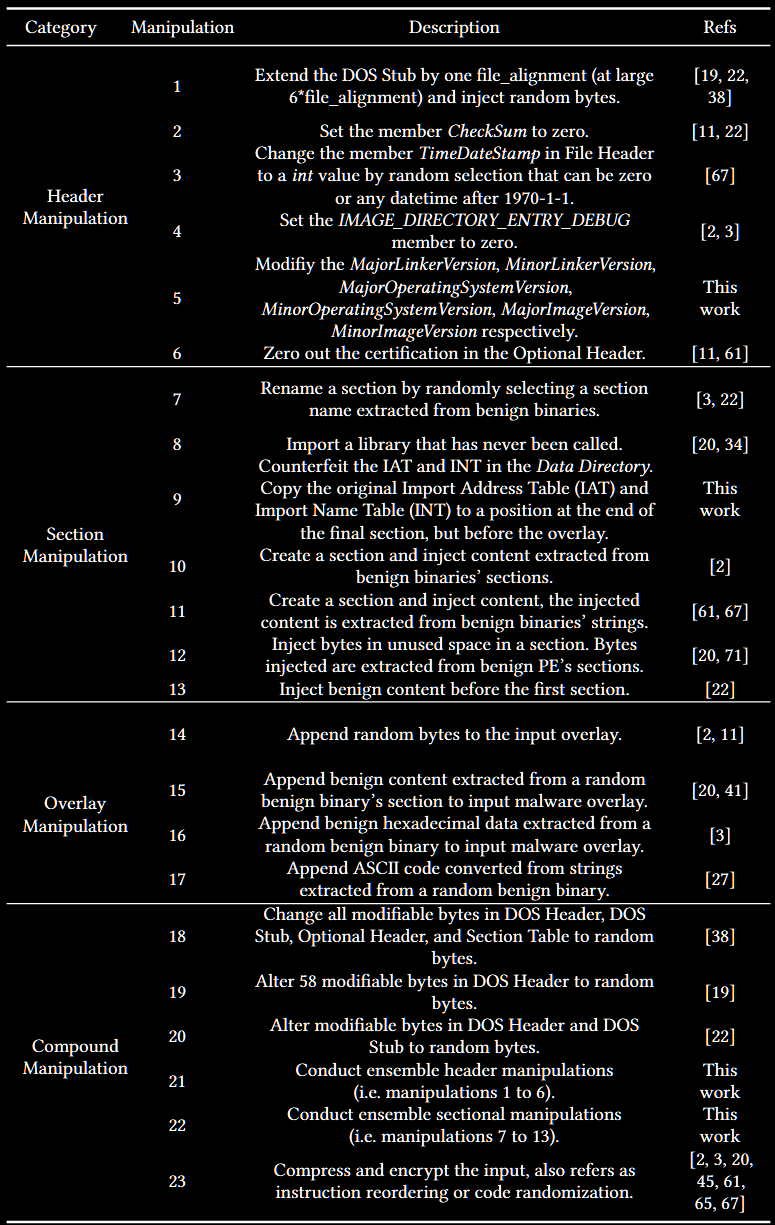 Category Manipulation Description Refs
1 Extend the DOS Stub by one file_alignment (at large [19, 22,
6*file_alignment) and inject random bytes. 38]
2 Set the member CheckSum to zero. [11, 22]
Change the member TimeDateStamp in File Header
3 to a int value by random selection that can be zero [67]
or any datetime after 1970-1-1.
Header
Manipulation
4 Set the IMAGE_DIRECTORY_ENTRY_DEBUG [2, 3]
member to zero.
Modifiy the MajorLinkerVersion, MinorLinkerVersion,
5 MajorOperatingSystemVersion, This
MinorOperatingSystemVersion, MajorImageVersion, work
MinorImageVersion respectively.
6 Zero out the certification in the Optional Header. [11, 61]
7 Rename a section by randomly selecting a section [3, 22]
name extracted from benign binaries.
8 Import a library that has never been called. [20, 34]
Counterfeit the IAT and INT in the Data Directory.
9 Copy the original Import Address Table (IAT) and This
Import Name Table (INT) to a position at the end of work
the final section, but before the overlay.
Section
Manipulation
10 Create a section and inject content extracted from [2]
benign binaries' sections.
11 Create a section and inject content, the injected [61, 67]
content is extracted from benign binaries' strings.
12 Inject bytes in unused space in a section. Bytes [20, 71]
injected are extracted from benign PE's sections.
13 Inject benign content before the first section. [22]
14 Append random bytes to the input overlay. [2, 11]
15 Append benign content extracted from a random [20, 41]
benign binary's section to input malware overlay.
Overlay
Manipulation
16 Append benign hexadecimal data extracted from a [3]
random benign binary to input malware overlay.
17 Append ASCII code converted from strings [27]
extracted from a random benign binary.
Change all modifiable bytes in DOS Header, DOS
18 Stub, Optional Header, and Section Table to random [38]
bytes.
19 Alter 58 modifiable bytes in DOS Header to random [19]
bytes.
20 Alter modifiable bytes in DOS Header and DOS [22]
Stub to random bytes.
Compound
Manipulation
21 Conduct ensemble header manipulations This
(i.e. manipulations 1 to 6). work
22 Conduct ensemble sectional manipulations This
(i.e. manipulations 7 to 13). work
23 Compress and encrypt the input, also refers as [2, 3, 20,
instruction reordering or code randomization. 45, 61,
65, 67]